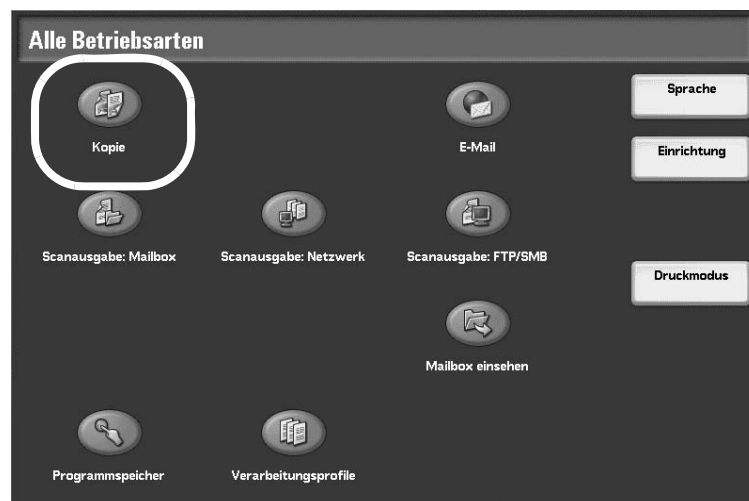 Alle Betriebsarten
Kopie
E-Mail
Sprache
Einrichtung
Scanausgabe: Mailbox
Scanausgabe: Netzwerk
Scanausgabe: FTP/SMB
Druckmodus
Mailbox einsehen
Programmspeicher
Verarbeitungsprofile